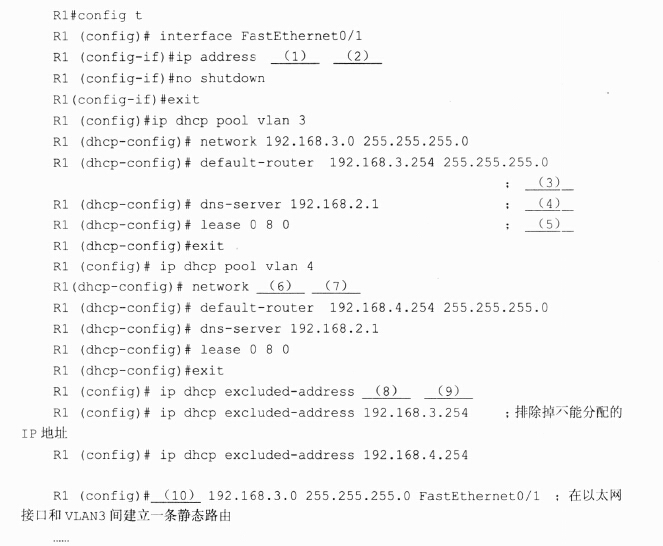 R1#config t
R1 (config)# interface FastEthernet0/1
R1 (config-if)#ip address (1) (2)
R1 (config-if)#no shutdown
R1(config-if)#exit
R1 (config)#ip dhcp pool vlan 3
R1 (dhcp-config)# network 192.168.3.0 255.255.255.0
R1 (dhcp-config)# default-router 192.168.3.254 255.255.255.0
; (3)
R1 (dhcp-config)# dns-server 192.168.2.1 ; (4)
R1 (dhcp-config)# lease 0 8 0 ; (5)
R1 (dhcp-config)#exit
R1 (config)# ip dhcp pool vlan 4
R1(dhcp-config)# network (6) (7)
R1 (dhcp-config)# default-router 192.168.4.254 255.255.255.0
R1 (dhcp-config)# dns-server 192.168.2.1
R1 (dhcp-config)# lease 0 8 0
R1 (dhcp-config)#exit
R1 (config)# ip dhcp excluded-address (8) (9)
R1 (config)# ip dhcp excluded-address 192.168.3.254 ;排除掉不能分配的
IP 地址
R1 (config)# ip dhcp excluded-address 192.168.4.254
R1 (config)# (10) 192.168.3.0 255.255.255.0 FastEthernet0/1 ;在以太网
接口和 VLAN3 间建立一条静态路由
……